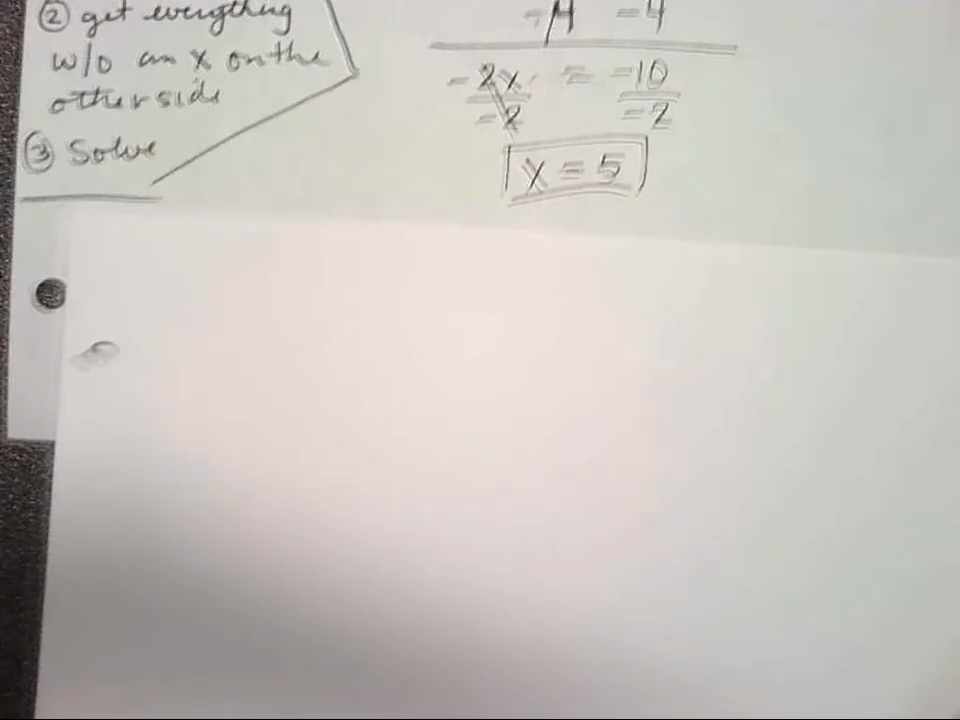 ② get everything
w/o an x on the
other side
③ Solve
-4 -4
-2x = -10
-2 -2
x = 5